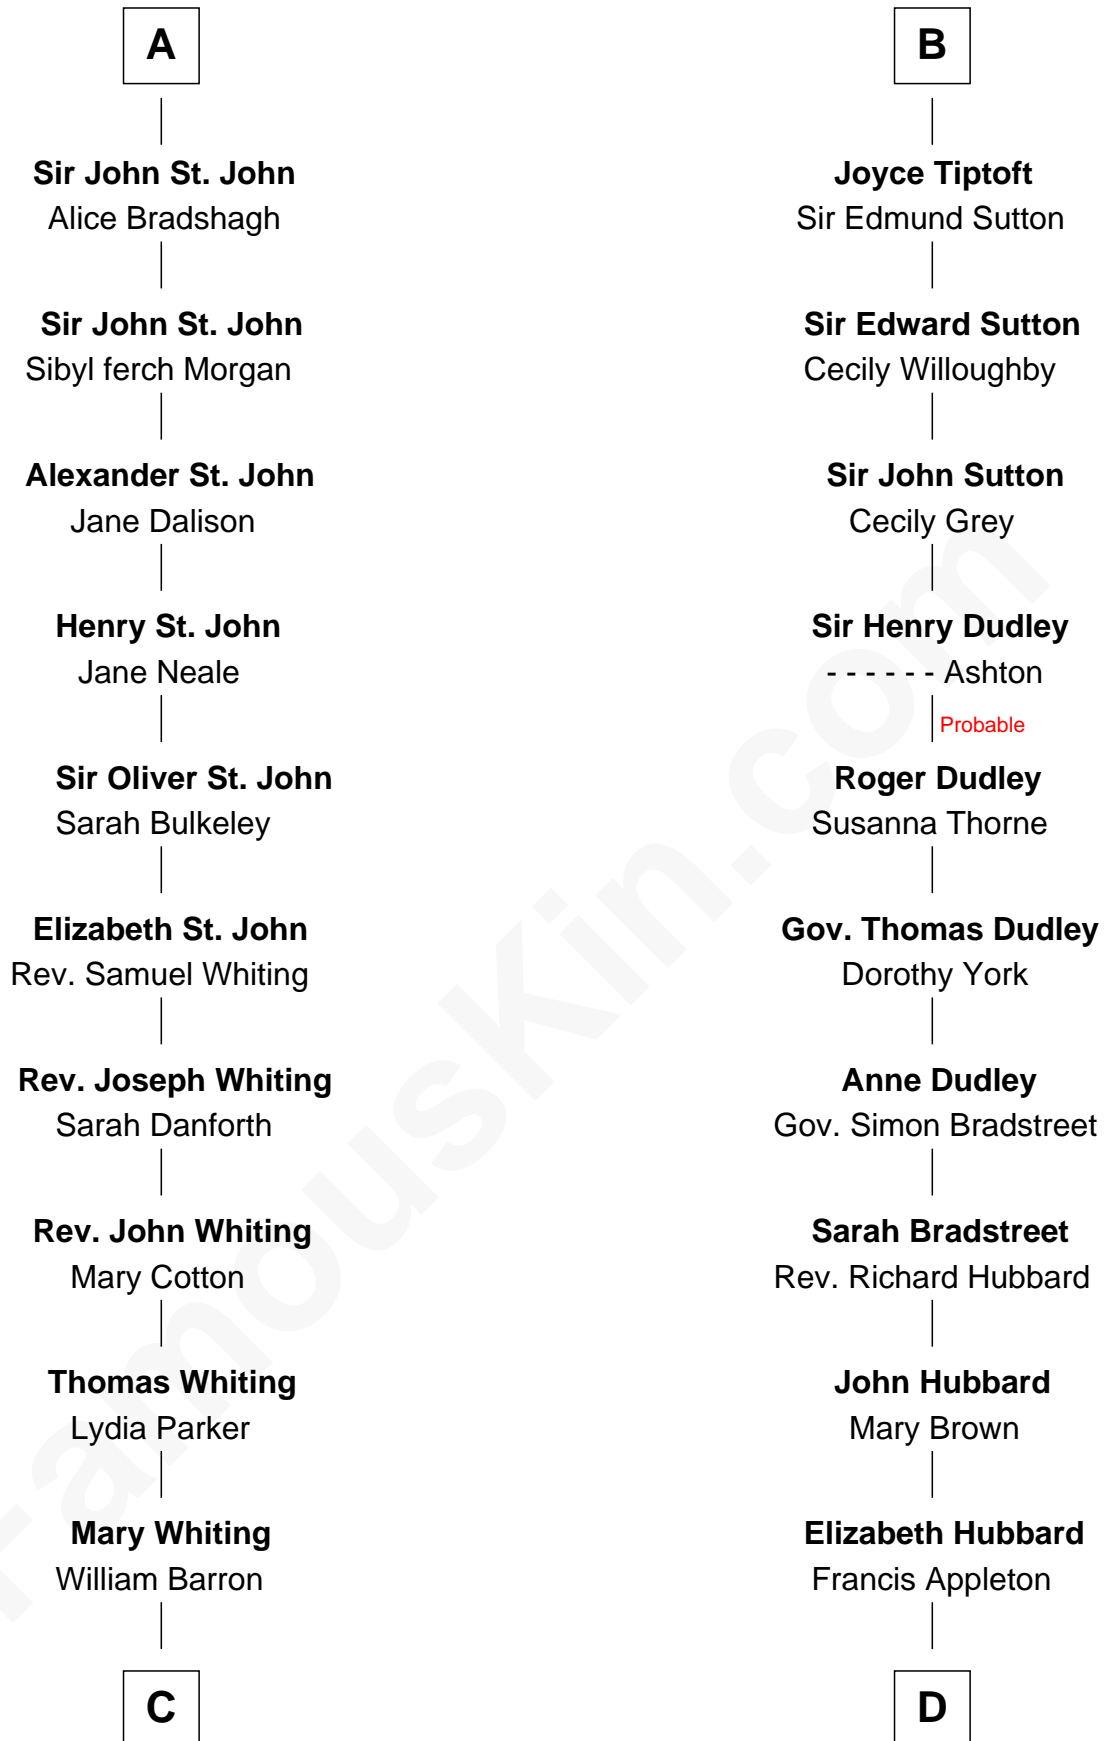 A
Sir John St. John
Alice Bradshagh
Sir John St. John
Sibyl ferch Morgan
Alexander St. John
Jane Dalison
Henry St. John
Jane Neale
Sir Oliver St. John
Sarah Bulkeley
Elizabeth St. John
Rev. Samuel Whiting
Rev. Joseph Whiting
Sarah Danforth
Rev. John Whiting
Mary Cotton
Thomas Whiting
Lydia Parker
Mary Whiting
William Barron
C
B
Joyce Tiptoft
Sir Edmund Sutton
Sir Edward Sutton
Cecily Willoughby
Sir John Sutton
Cecily Grey
Sir Henry Dudley
- - - - - - Ashton
Probable
Roger Dudley
Susanna Thorne
Gov. Thomas Dudley
Dorothy York
Anne Dudley
Gov. Simon Bradstreet
Sarah Bradstreet
Rev. Richard Hubbard
John Hubbard
Mary Brown
Elizabeth Hubbard
Francis Appleton
D
FamousKin.com